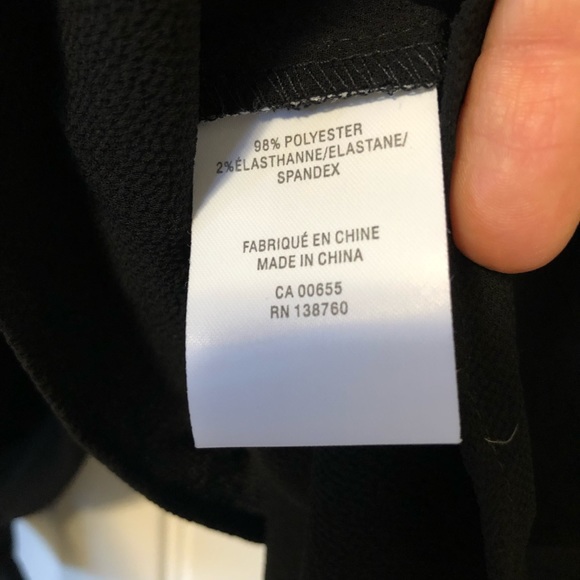 98% POLYESTER
2%ÉLASTHANNE/ELASTANE/
SPANDEX
FABRIQUÉ EN CHINE
MADE IN CHINA
CA 00655
RN 138760